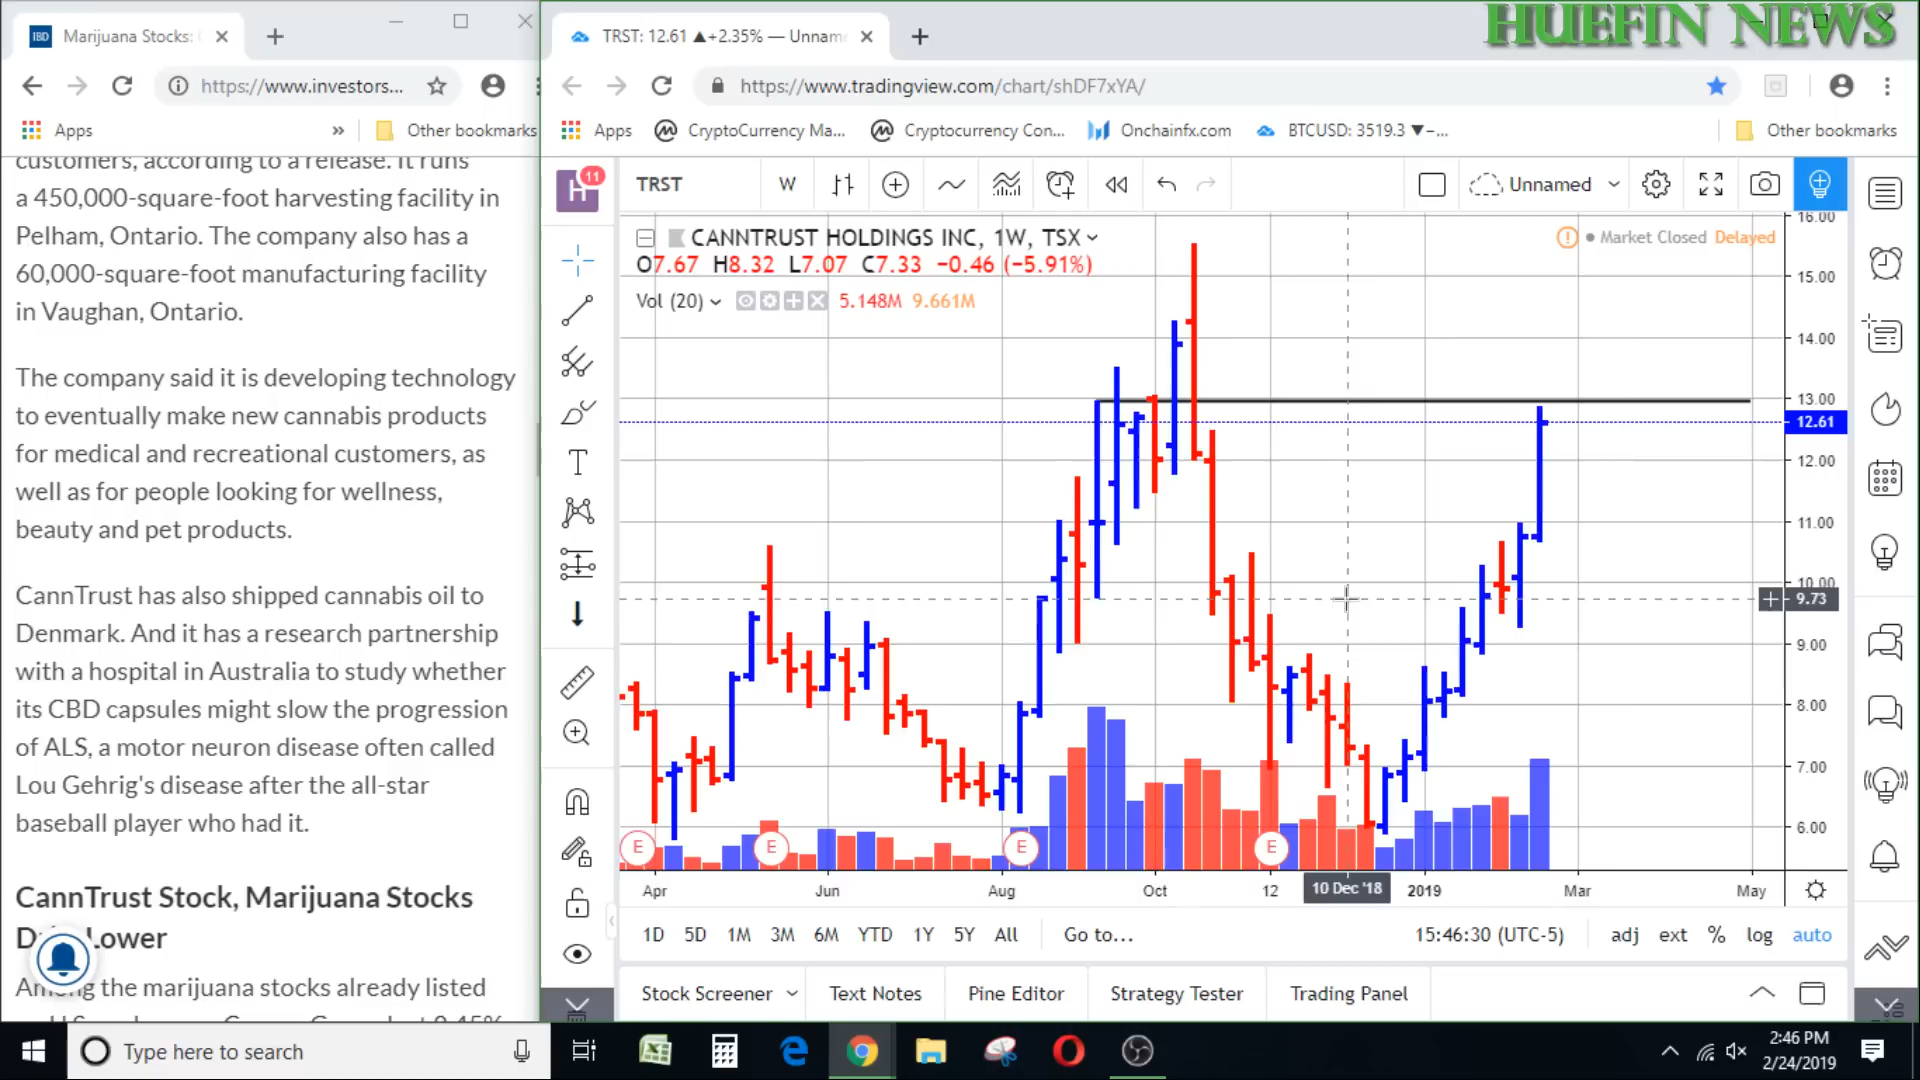 HUEFIN NEWS
IBD Marijuana Stocks:
TRST: 12.61 ▲+2.35% — Unnam
https://www.investors...
https://www.tradingview.com/chart/shDF7xYA/
Apps » Other bookmarks
Apps CryptoCurrency Ma... Cryptocurrency Con... Onchainfx.com BTCUSD: 3519.3 ▼−... Other bookmarks
customers, according to a release. It runs
a 450,000-square-foot harvesting facility in
Pelham, Ontario. The company also has a
60,000-square-foot manufacturing facility
in Vaughan, Ontario.
The company said it is developing technology
to eventually make new cannabis products
for medical and recreational customers, as
well as for people looking for wellness,
beauty and pet products.
CannTrust has also shipped cannabis oil to
Denmark. And it has a research partnership
with a hospital in Australia to study whether
its CBD capsules might slow the progression
of ALS, a motor neuron disease often called
Lou Gehrig's disease after the all-star
baseball player who had it.
CannTrust Stock, Marijuana Stocks
Lower
Among the marijuana stocks already listed
H 11
TRST W Unnamed
CANNTRUST HOLDINGS INC, 1W, TSX
Market Closed Delayed
O7.67 H8.32 L7.07 C7.33 −0.46 (−5.91%)
Vol (20) 5.148M 9.661M
16.00
15.00
14.00
13.00
12.61
12.00
11.00
10.00
9.73
9.00
8.00
7.00
6.00
E E E E
Apr Jun Aug Oct 12 10 Dec '18 2019 Mar May
1D 5D 1M 3M 6M YTD 1Y 5Y All Go to... 15:46:30 (UTC-5) adj ext % log auto
Stock Screener Text Notes Pine Editor Strategy Tester Trading Panel
Type here to search
2:46 PM
2/24/2019